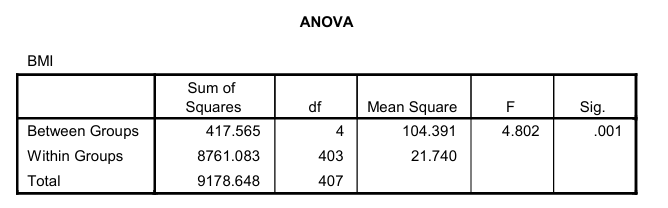 ANOVA
BMI
Sum of
Squares df Mean Square F Sig.
Between Groups 417.565 4 104.391 4.802 .001
Within Groups 8761.083 403 21.740
Total 9178.648 407